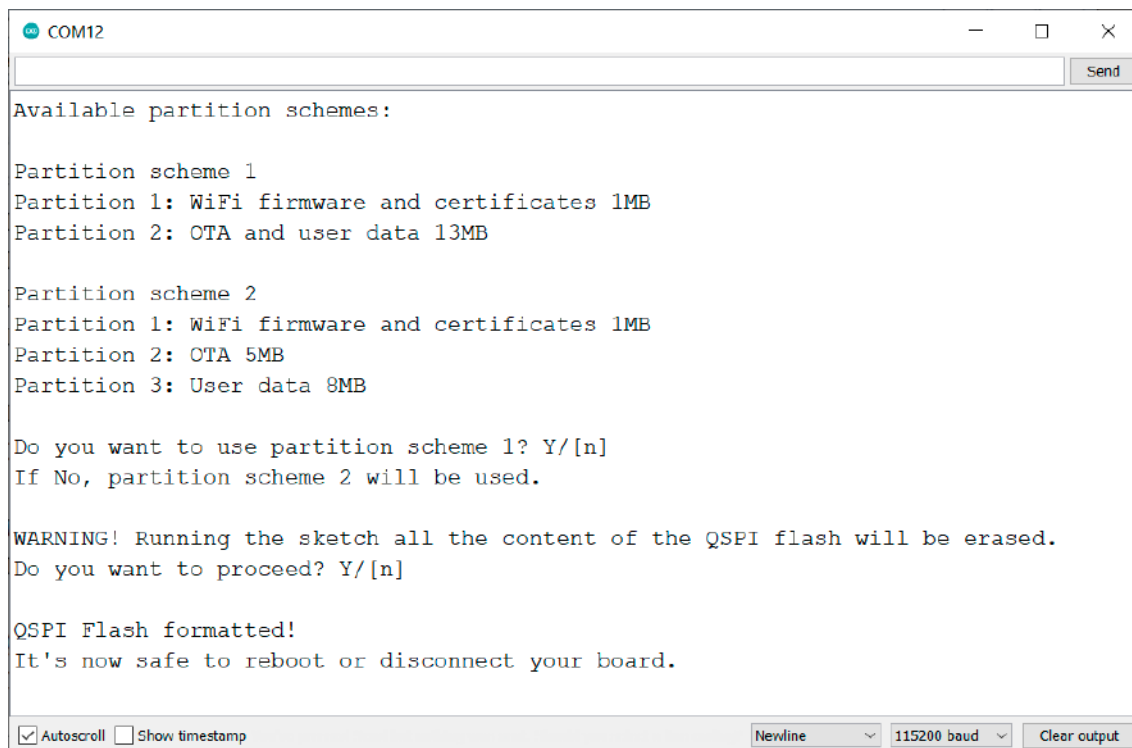 COM12
Send
Available partition schemes:
Partition scheme 1
Partition 1: WiFi firmware and certificates 1MB
Partition 2: OTA and user data 13MB
Partition scheme 2
Partition 1: WiFi firmware and certificates 1MB
Partition 2: OTA 5MB
Partition 3: User data 8MB
Do you want to use partition scheme 1? Y/[n]
If No, partition scheme 2 will be used.
WARNING! Running the sketch all the content of the QSPI flash will be erased.
Do you want to proceed? Y/[n]
QSPI Flash formatted!
It's now safe to reboot or disconnect your board.
Autoscroll Show timestamp Newline 115200 baud Clear output